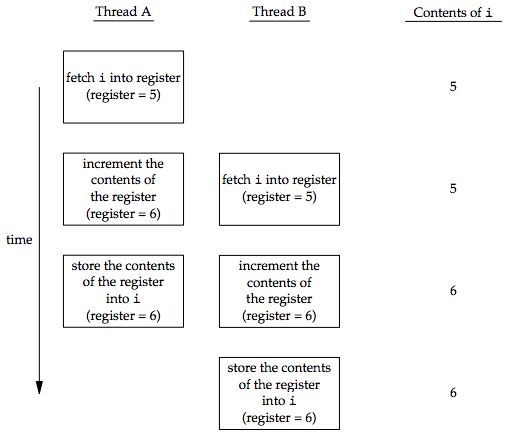 Thread A
Thread B
Contents of i
fetch i into register
(register = 5)
5
increment the
contents of
the register
(register = 6)
fetch i into register
(register = 5)
5
time
store the contents
of the register
into i
(register = 6)
increment the
contents of
the register
(register = 6)
6
store the contents
of the register
into i
(register = 6)
6